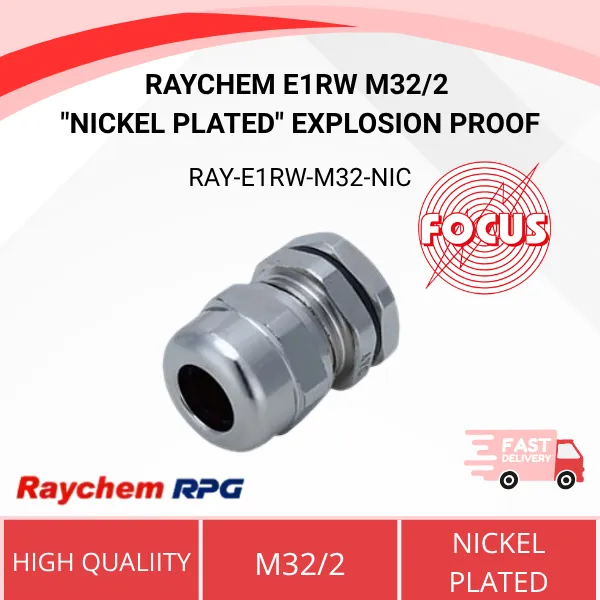 RAYCHEM E1RW M32/2
"NICKEL PLATED" EXPLOSION PROOF
RAY-E1RW-M32-NIC
FOCUS
FAST
DELIVERY
Raychem RPG
HIGH QUALIITY
M32/2
NICKEL
PLATED